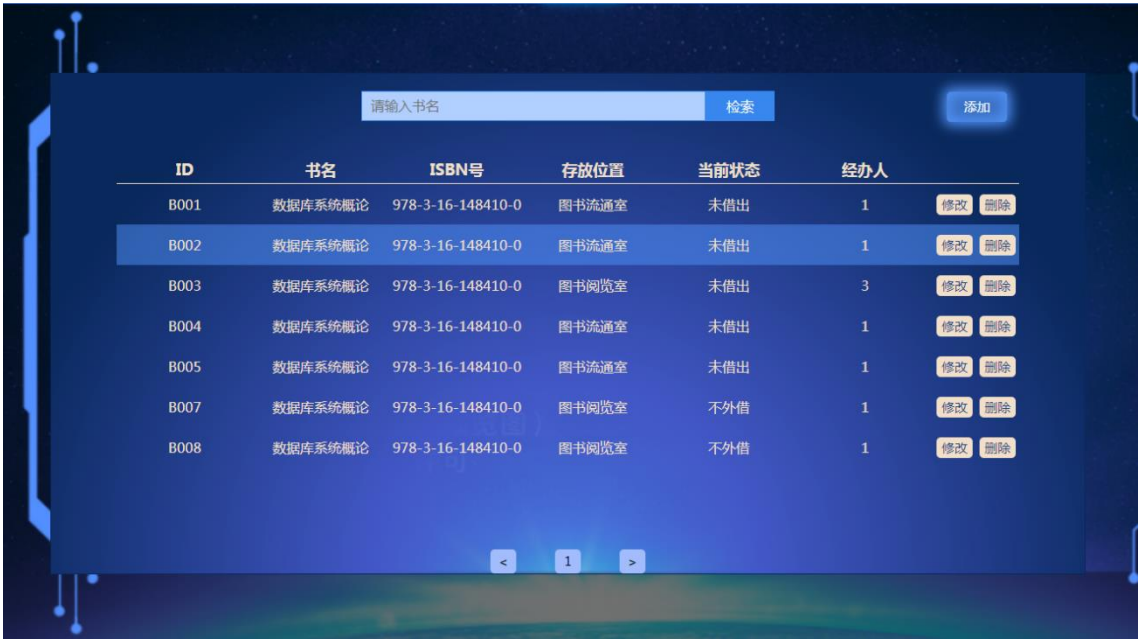 请输入书名 检索 添加
ID 书名 ISBN号 存放位置 当前状态 经办人
B001 数据库系统概论 978-3-16-148410-0 图书流通室 未借出 1 修改 删除
B002 数据库系统概论 978-3-16-148410-0 图书流通室 未借出 1 修改 删除
B003 数据库系统概论 978-3-16-148410-0 图书阅览室 未借出 3 修改 删除
B004 数据库系统概论 978-3-16-148410-0 图书流通室 未借出 1 修改 删除
B005 数据库系统概论 978-3-16-148410-0 图书流通室 未借出 1 修改 删除
B007 数据库系统概论 978-3-16-148410-0 图书阅览室 不外借 1 修改 删除
B008 数据库系统概论 978-3-16-148410-0 图书阅览室 不外借 1 修改 删除
< 1 >